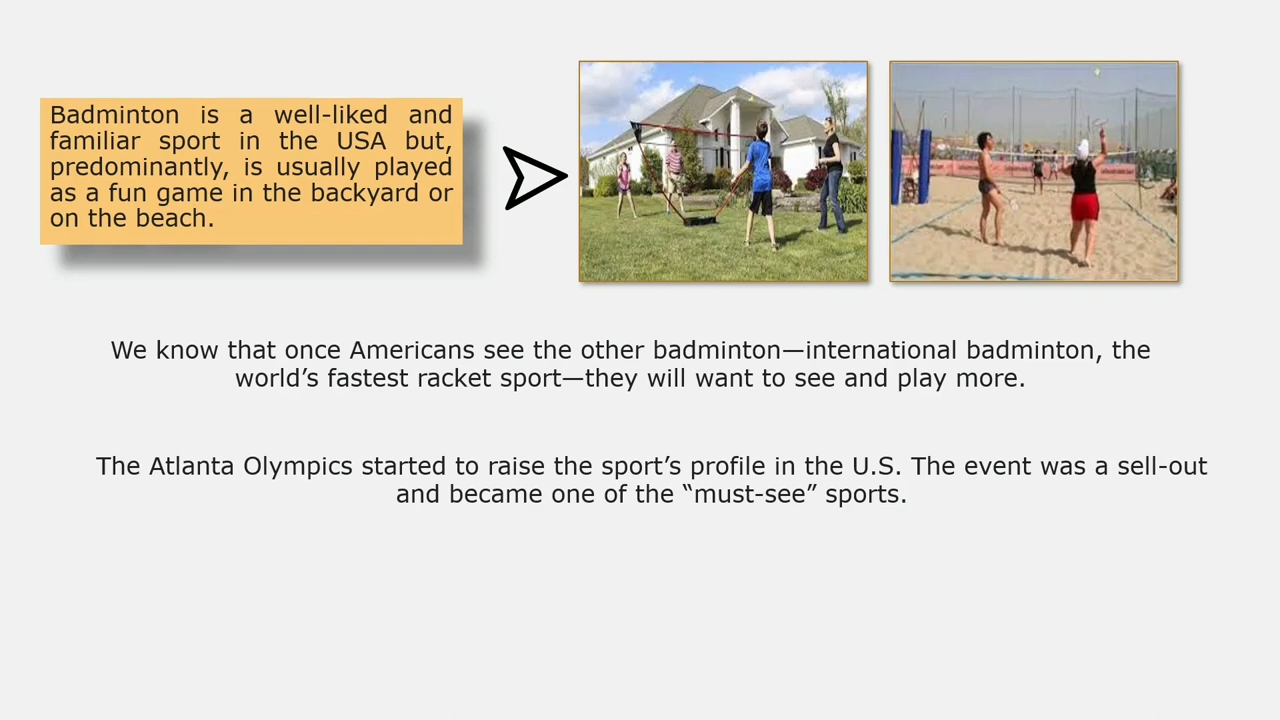 Badminton is a well-liked and
familiar sport in the USA but,
predominantly, is usually played
as a fun game in the backyard or
on the beach.
We know that once Americans see the other badminton—international badminton, the
world’s fastest racket sport—they will want to see and play more.
The Atlanta Olympics started to raise the sport’s profile in the U.S. The event was a sell-out
and became one of the “must-see” sports.